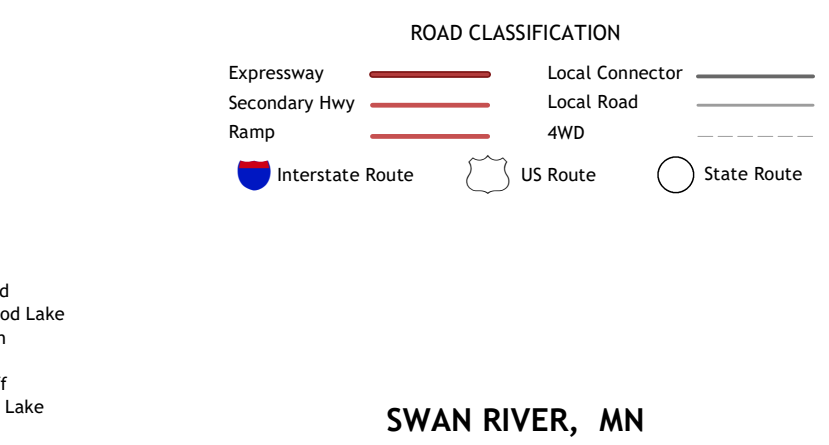 ROAD CLASSIFICATION
Expressway Local Connector
Secondary Hwy Local Road
Ramp 4WD
Interstate Route US Route State Route
Lake
Lake
SWAN RIVER, MN